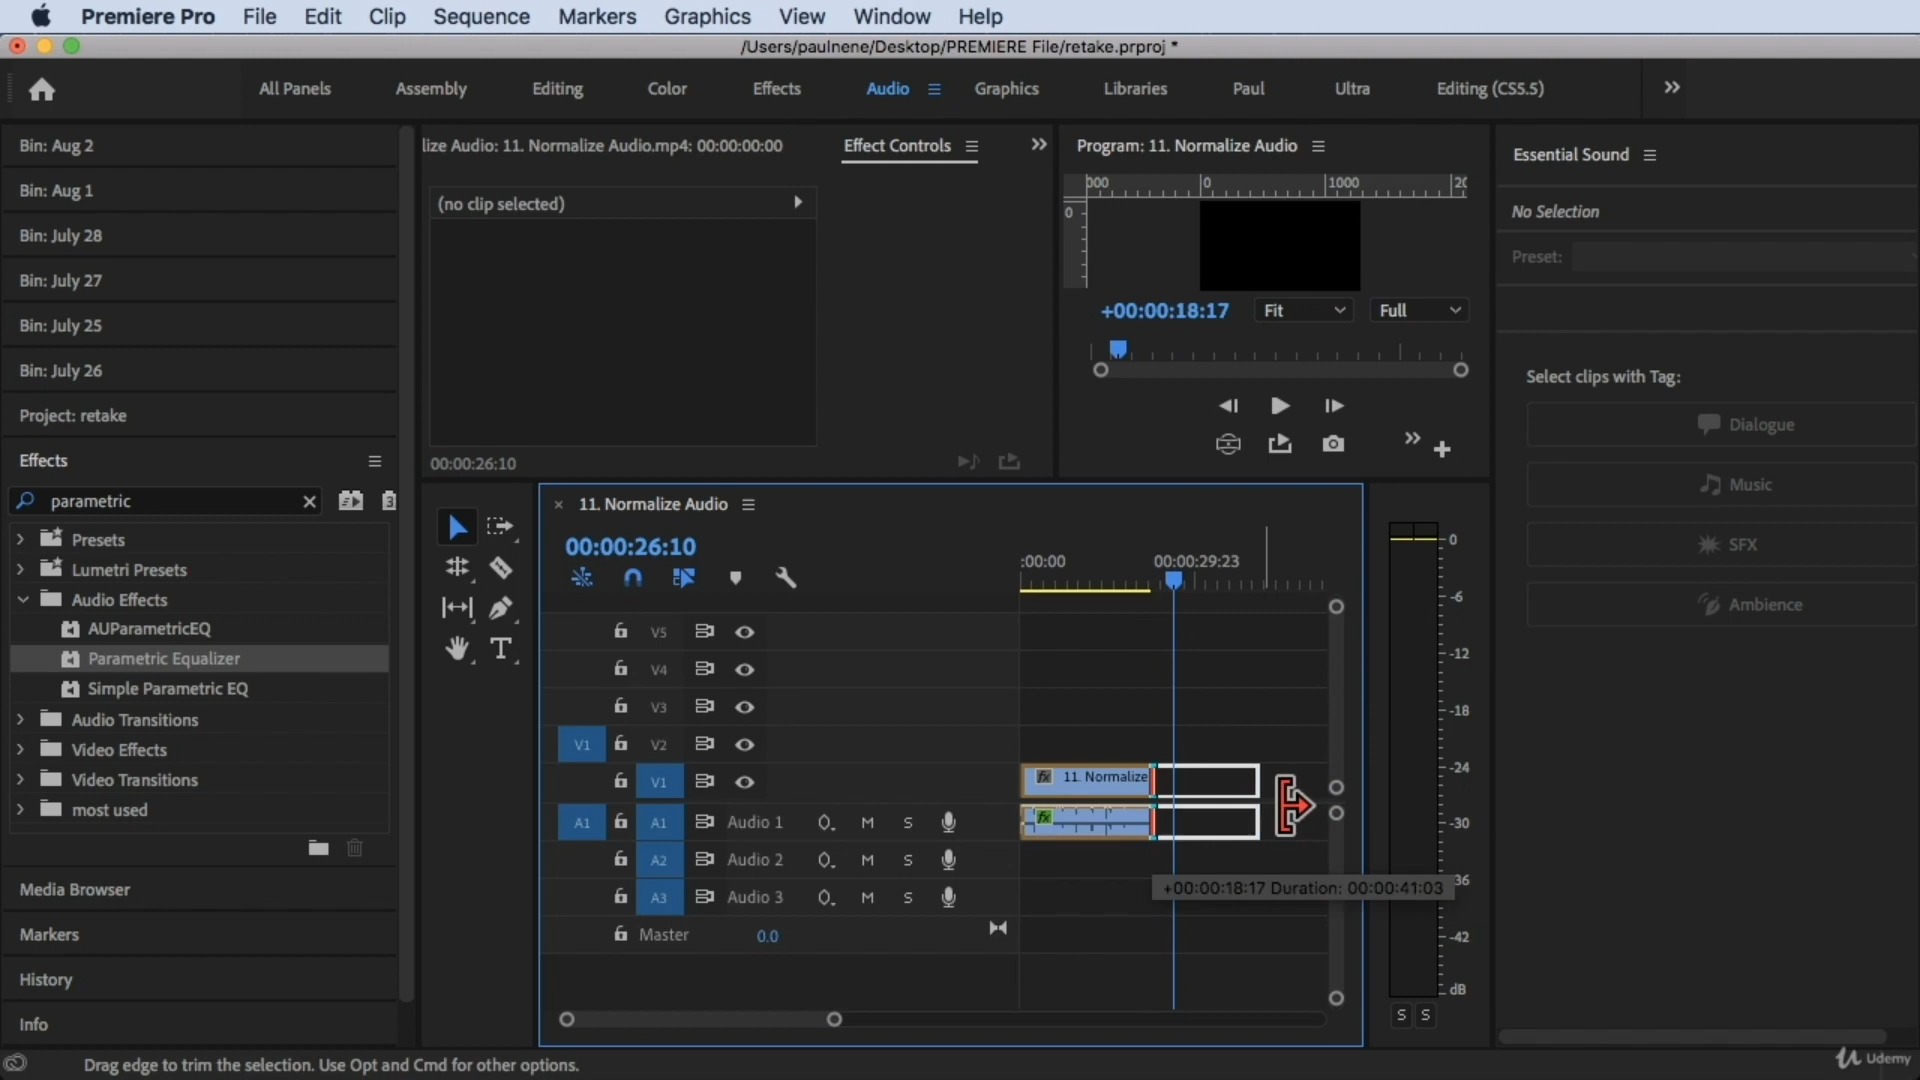 Premiere Pro File Edit Clip Sequence Markers Graphics View Window Help
/Users/paulnene/Desktop/PREMIERE File/retake.prproj *
All Panels Assembly Editing Color Effects Audio Graphics Libraries Paul Ultra Editing (CS5.5)
Bin: Aug 2
Bin: Aug 1
Bin: July 28
Bin: July 27
Bin: July 25
Bin: July 26
Project: retake
Effects
parametric
Presets
Lumetri Presets
Audio Effects
AUParametricEQ
Parametric Equalizer
Simple Parametric EQ
Audio Transitions
Video Effects
Video Transitions
most used
Media Browser
Markers
History
Info
lize Audio: 11. Normalize Audio.mp4: 00:00:00:00
Effect Controls
(no clip selected)
00:00:26:10
Program: 11. Normalize Audio
000 0 1000 20
0
+00:00:18:17 Fit Full
Essential Sound
No Selection
Preset:
Select clips with Tag:
Dialogue
Music
SFX
Ambience
11. Normalize Audio
00:00:26:10
:00:00 00:00:29:23
V5
V4
V3
V1 V2
V1
11. Normalize
fx
A1 A1 Audio 1 M S
fx
A2 Audio 2 M S
A3 Audio 3 M S
Master 0.0
+00:00:18:17 Duration: 00:00:41:03
0
-6
-12
-18
-24
-30
36
-42
dB
S S
Drag edge to trim the selection. Use Opt and Cmd for other options.
Udemy